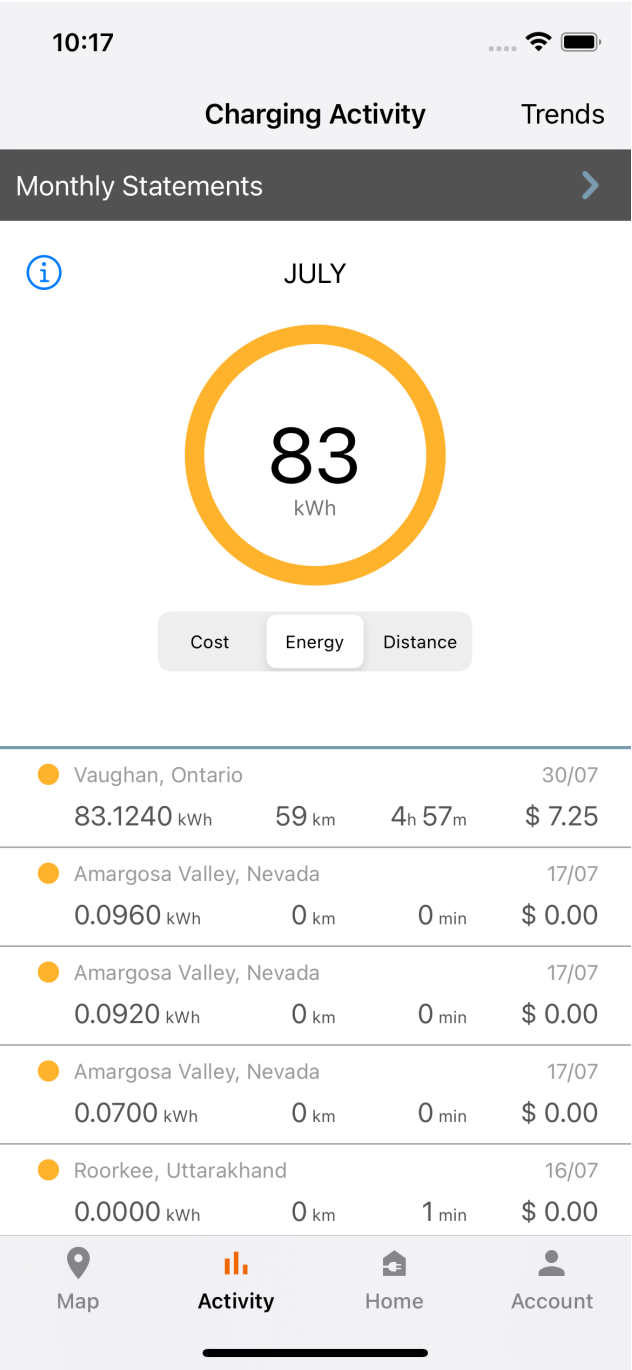 10:17
Charging Activity Trends
Monthly Statements
JULY
83
kWh
Cost Energy Distance
Vaughan, Ontario 30/07
83.1240 kWh 59 km 4h 57m $ 7.25
Amargosa Valley, Nevada 17/07
0.0960 kWh 0 km 0 min $ 0.00
Amargosa Valley, Nevada 17/07
0.0920 kWh 0 km 0 min $ 0.00
Amargosa Valley, Nevada 17/07
0.0700 kWh 0 km 0 min $ 0.00
Roorkee, Uttarakhand 16/07
0.0000 kWh 0 km 1 min $ 0.00
Map Activity Home Account